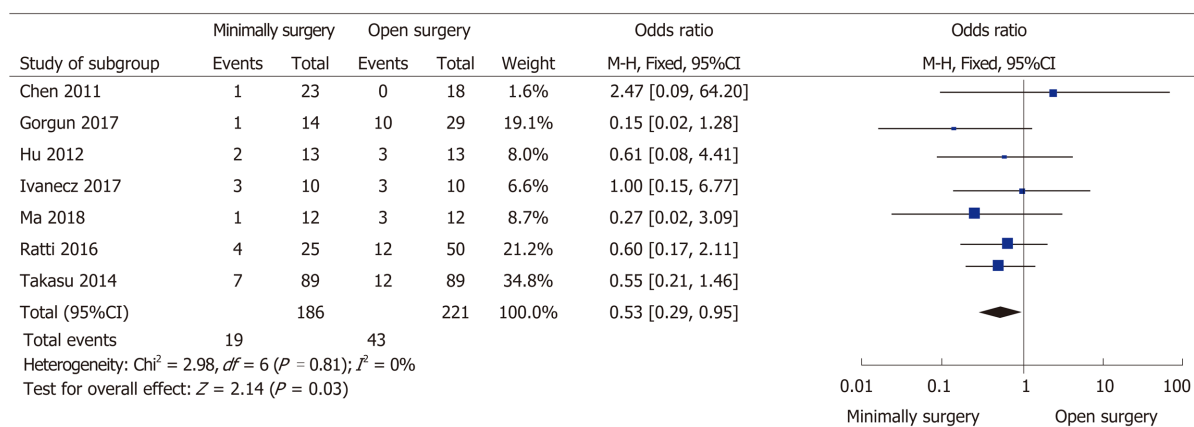 Minimally surgery Open surgery Odds ratio Odds ratio
Study of subgroup Events Total Events Total Weight M-H, Fixed, 95%CI M-H, Fixed, 95%CI
Chen 2011 1 23 0 18 1.6% 2.47 [0.09, 64.20]
Gorgun 2017 1 14 10 29 19.1% 0.15 [0.02, 1.28]
Hu 2012 2 13 3 13 8.0% 0.61 [0.08, 4.41]
Ivanecz 2017 3 10 3 10 6.6% 1.00 [0.15, 6.77]
Ma 2018 1 12 3 12 8.7% 0.27 [0.02, 3.09]
Ratti 2016 4 25 12 50 21.2% 0.60 [0.17, 2.11]
Takasu 2014 7 89 12 89 34.8% 0.55 [0.21, 1.46]
Total (95%CI) 186 221 100.0% 0.53 [0.29, 0.95]
Total events 19 43
Heterogeneity: Chi² = 2.98, df = 6 (P = 0.81); I² = 0%
Test for overall effect: Z = 2.14 (P = 0.03)
0.01 0.1 1 10 100
Minimally surgery Open surgery